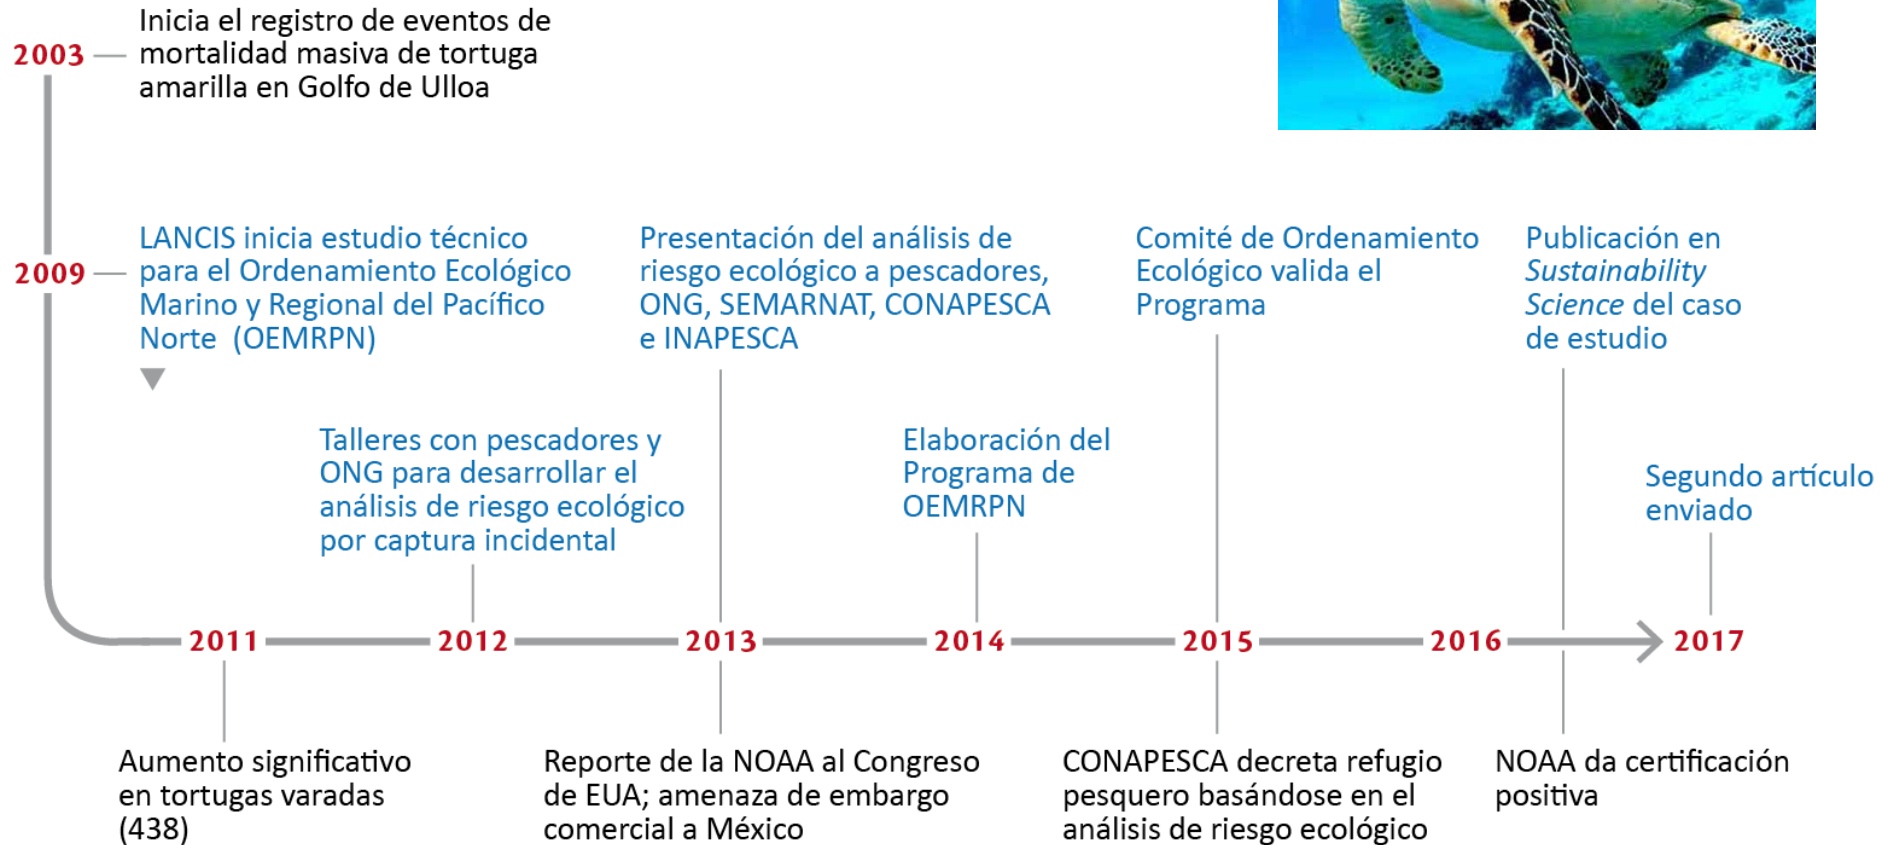 2003
Inicia el registro de eventos de
mortalidad masiva de tortuga
amarilla en Golfo de Ulloa
2009
LANCIS inicia estudio técnico
para el Ordenamiento Ecológico
Marino y Regional del Pacífico
Norte (OEMRPN)
Presentación del análisis de
riesgo ecológico a pescadores,
ONG, SEMARNAT, CONAPESCA
e INAPESCA
Comité de Ordenamiento
Ecológico valida el
Programa
Publicación en
Sustainability
Science del caso
de estudio
Talleres con pescadores y
ONG para desarrollar el
análisis de riesgo ecológico
por captura incidental
Elaboración del
Programa de
OEMRPN
Segundo artículo
enviado
2011
2012
2013
2014
2015
2016
2017
Aumento significativo
en tortugas varadas
(438)
Reporte de la NOAA al Congreso
de EUA; amenaza de embargo
comercial a México
CONAPESCA decreta refugio
pesquero basándose en el
análisis de riesgo ecológico
NOAA da certificación
positiva